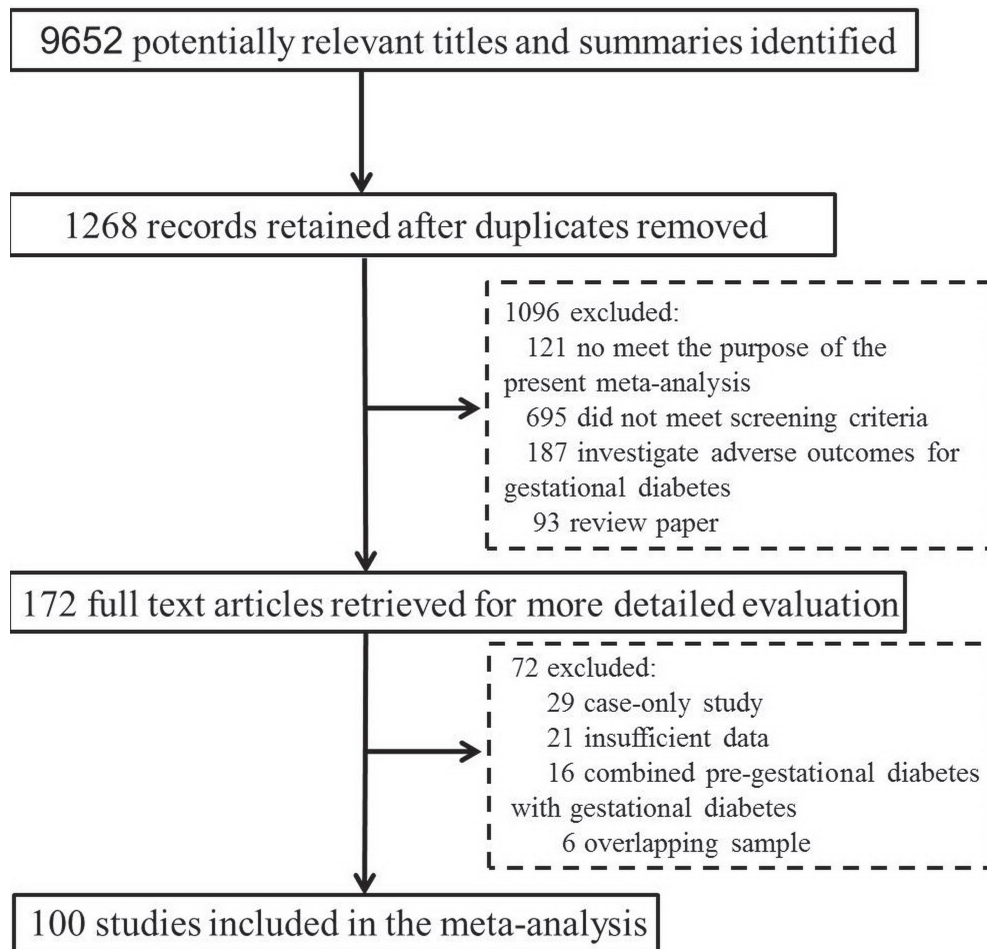 9652 potentially relevant titles and summaries identified
1268 records retained after duplicates removed
1096 excluded:
121 no meet the purpose of the
present meta-analysis
695 did not meet screening criteria
187 investigate adverse outcomes for
gestational diabetes
93 review paper
172 full text articles retrieved for more detailed evaluation
72 excluded:
29 case-only study
21 insufficient data
16 combined pre-gestational diabetes
with gestational diabetes
6 overlapping sample
100 studies included in the meta-analysis